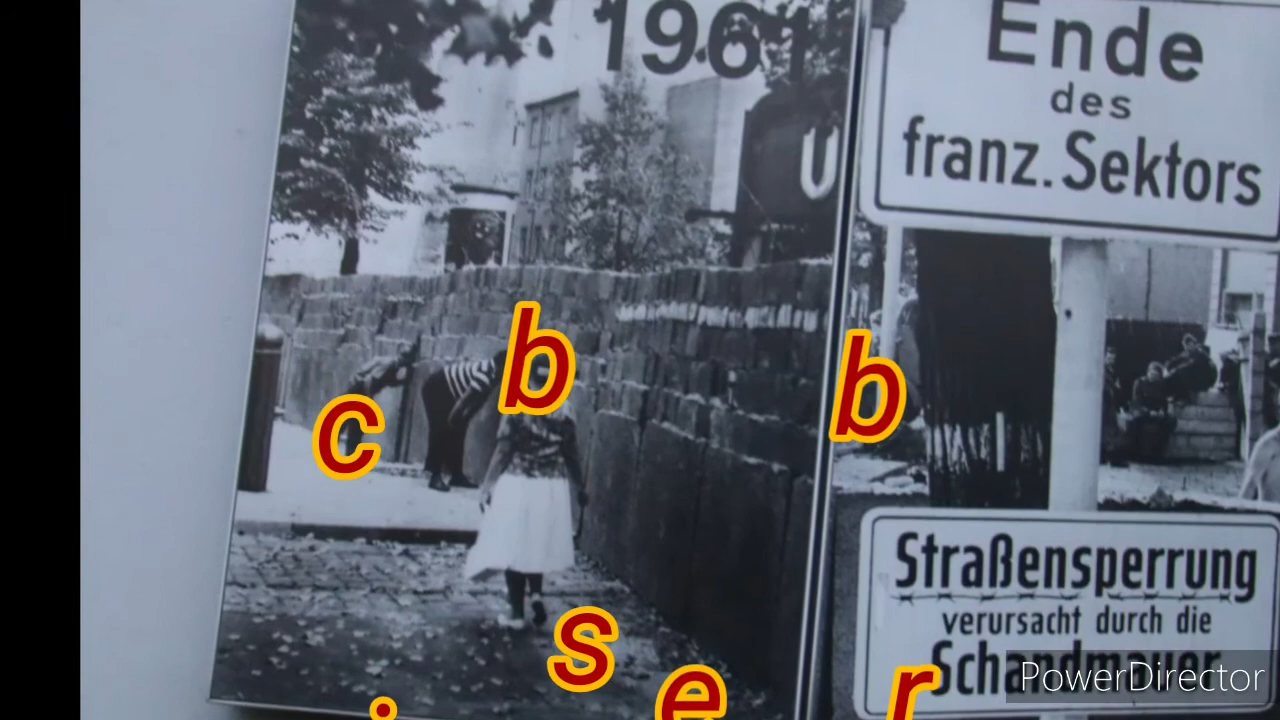 1961
U
Ende
des
franz. Sektors
b
b
c
Straßensperrung
verursacht durch die
Schandmauer
s
e
r
i
PowerDirector